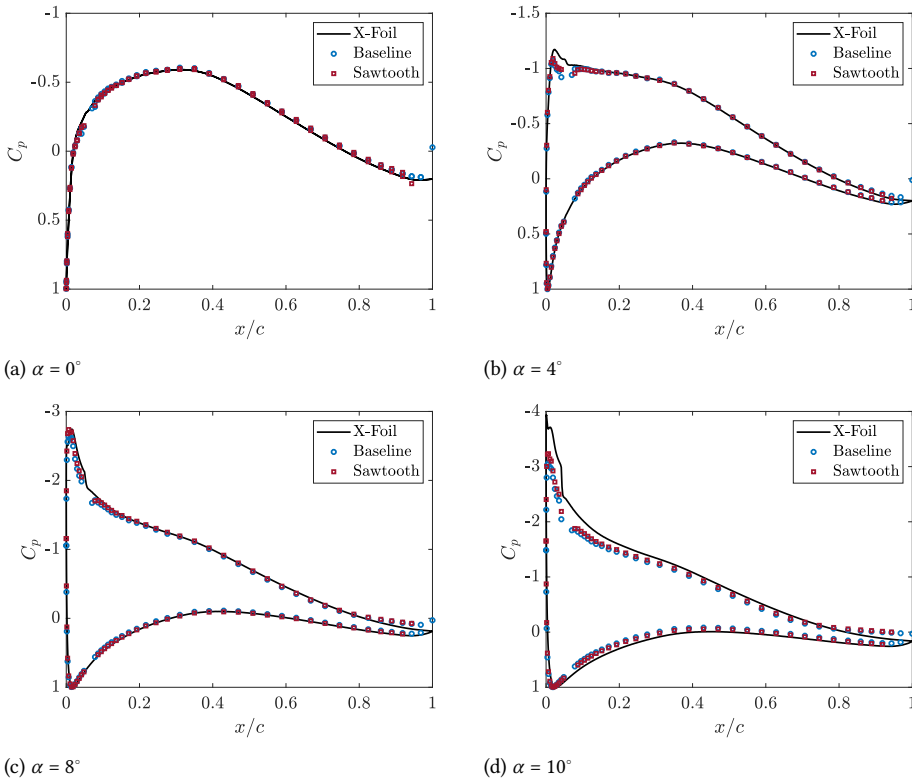 -1
-0.5
0
0.5
1
C_p
0 0.2 0.4 0.6 0.8 1
x/c
X-Foil
Baseline
Sawtooth
(a) α = 0°
-1.5
-1
-0.5
0
0.5
1
C_p
0 0.2 0.4 0.6 0.8 1
x/c
X-Foil
Baseline
Sawtooth
(b) α = 4°
-3
-2
-1
0
1
C_p
0 0.2 0.4 0.6 0.8 1
x/c
X-Foil
Baseline
Sawtooth
(c) α = 8°
-4
-3
-2
-1
0
1
C_p
0 0.2 0.4 0.6 0.8 1
x/c
X-Foil
Baseline
Sawtooth
(d) α = 10°